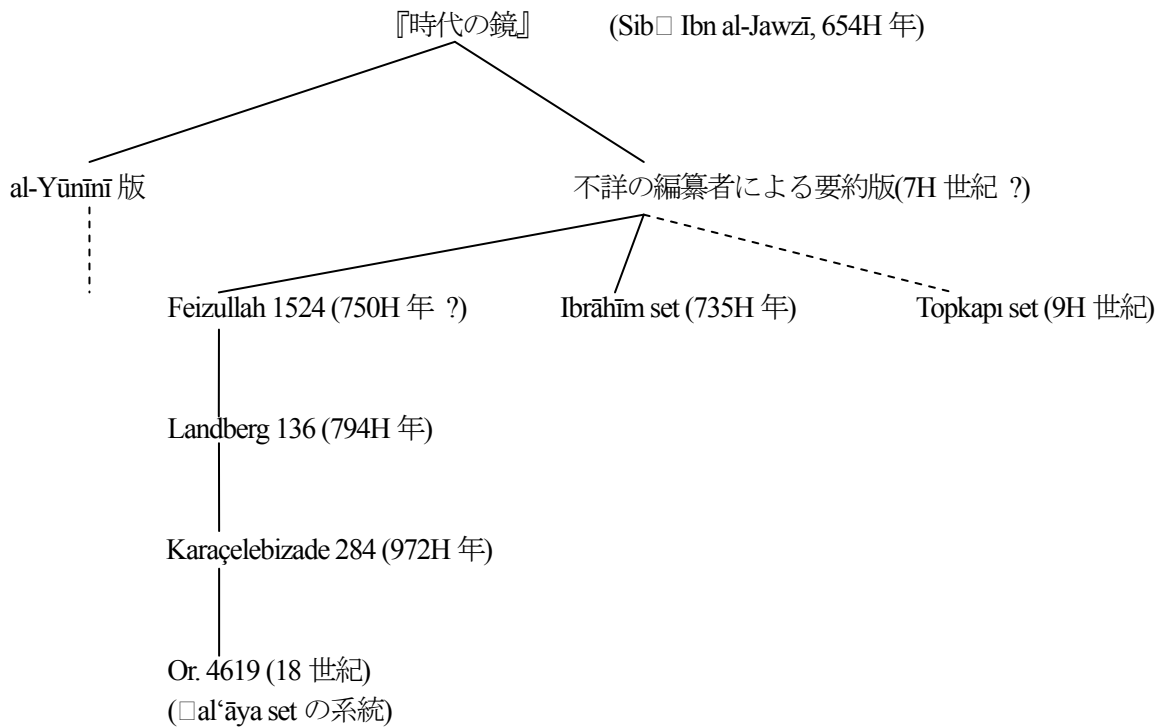 『時代の鏡』 (Sib□ Ibn al-Jawzī, 654H 年)
al-Yūnīnī 版 不詳の編纂者による要約版(7H 世紀 ?)
Feizullah 1524 (750H 年 ?) Ibrāhīm set (735H 年) Topkapı set (9H 世紀)
Landberg 136 (794H 年)
Karaçelebizade 284 (972H 年)
Or. 4619 (18 世紀)
(□al‘āya set の系統)